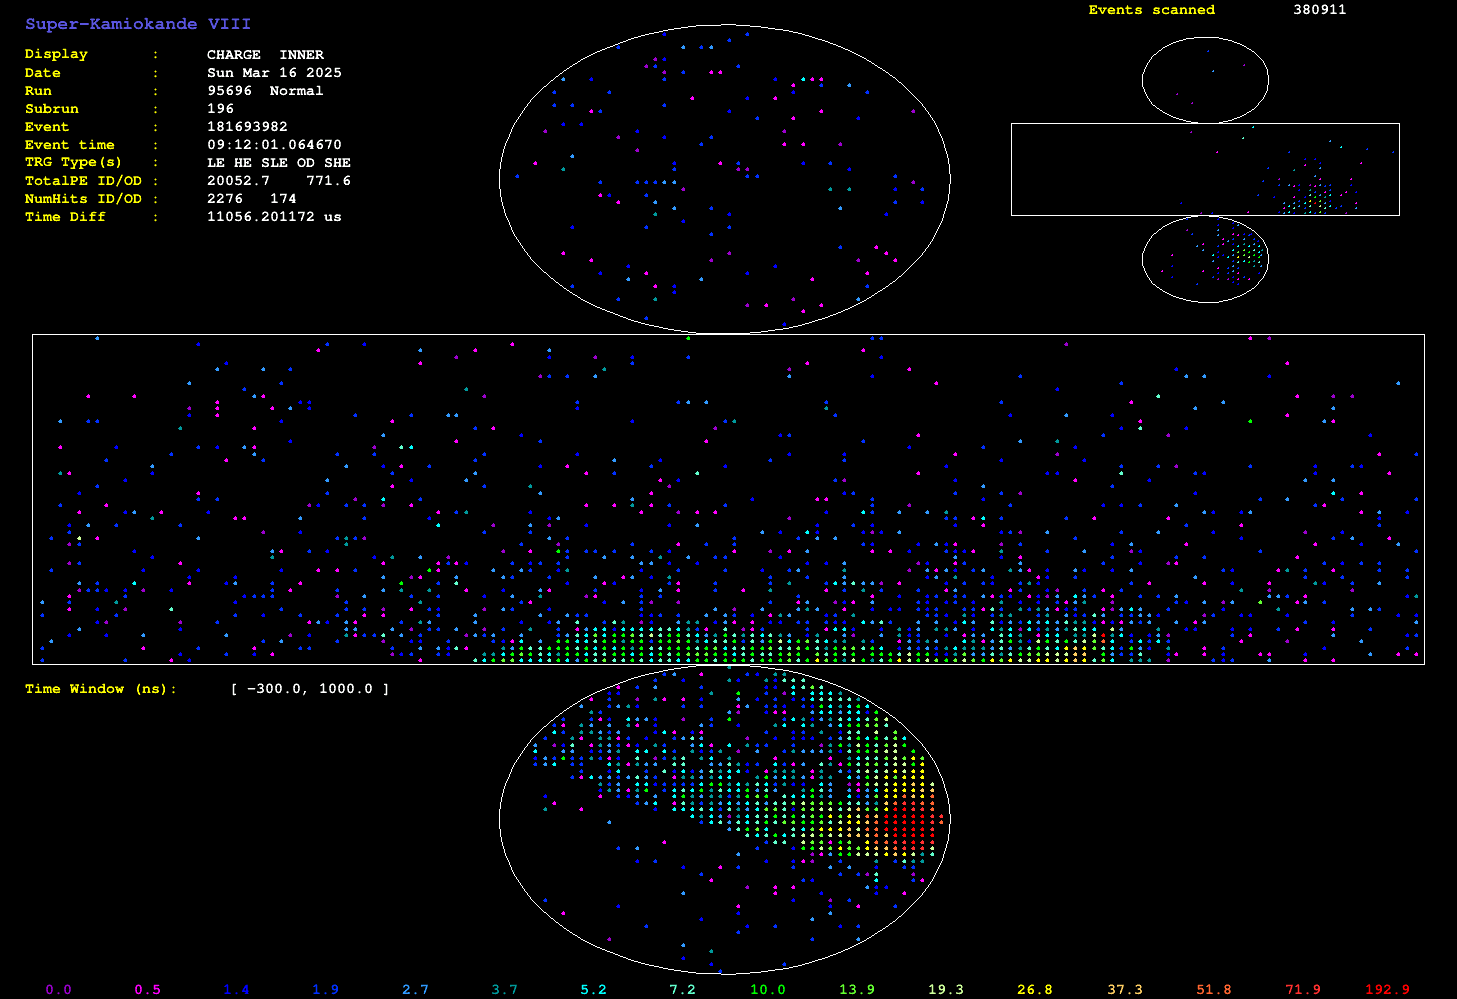 Super-Kamiokande VIII
Events scanned 380911
Display : CHARGE INNER
Date : Sun Mar 16 2025
Run : 95696 Normal
Subrun : 196
Event : 181693982
Event time : 09:12:01.064670
TRG Type(s) : LE HE SLE OD SHE
TotalPE ID/OD : 20052.7 771.6
NumHits ID/OD : 2276 174
Time Diff : 11056.201172 us
Time Window (ns): [ -300.0, 1000.0 ]
0.0 0.5 1.4 1.9 2.7 3.7 5.2 7.2 10.0 13.9 19.3 26.8 37.3 51.8 71.9 192.9